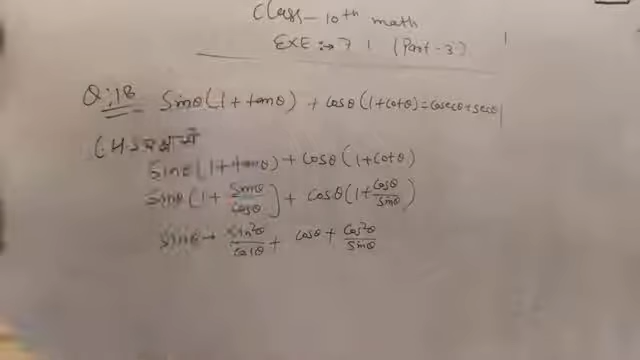 Class - 10th math
EXE :→ 7 1 (Part - 3)
Q:18 sinθ(1+tanθ) + cosθ(1+cotθ) = cosecθ+secθ
L.H.S
sinθ(1+tanθ) + cosθ(1+cotθ)
sinθ(1+ sinθ/cosθ) + cosθ(1+ cosθ/sinθ)
sinθ + sin²θ/cosθ + cosθ + cos²θ/sinθ